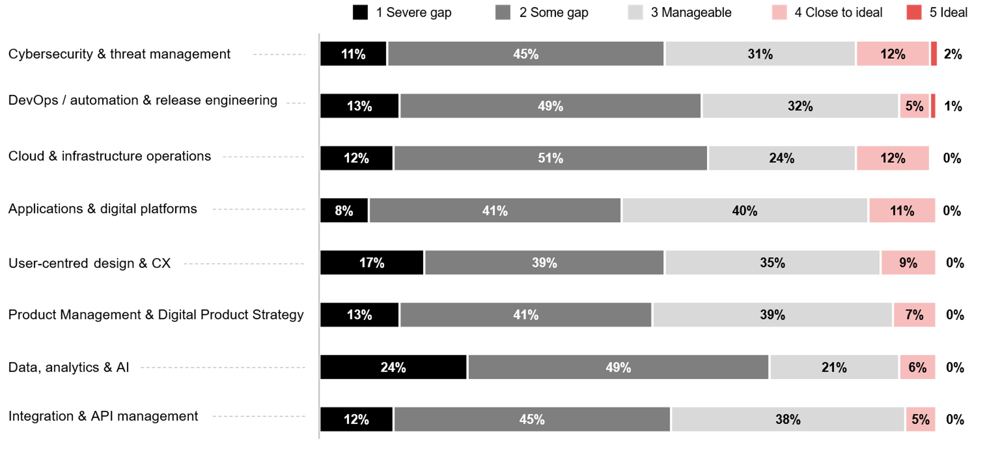 1 Severe gap 2 Some gap 3 Manageable 4 Close to ideal 5 Ideal
Cybersecurity & threat management 11% 45% 31% 12% 2%
DevOps / automation & release engineering 13% 49% 32% 5% 1%
Cloud & infrastructure operations 12% 51% 24% 12% 0%
Applications & digital platforms 8% 41% 40% 11% 0%
User-centred design & CX 17% 39% 35% 9% 0%
Product Management & Digital Product Strategy 13% 41% 39% 7% 0%
Data, analytics & AI 24% 49% 21% 6% 0%
Integration & API management 12% 45% 38% 5% 0%